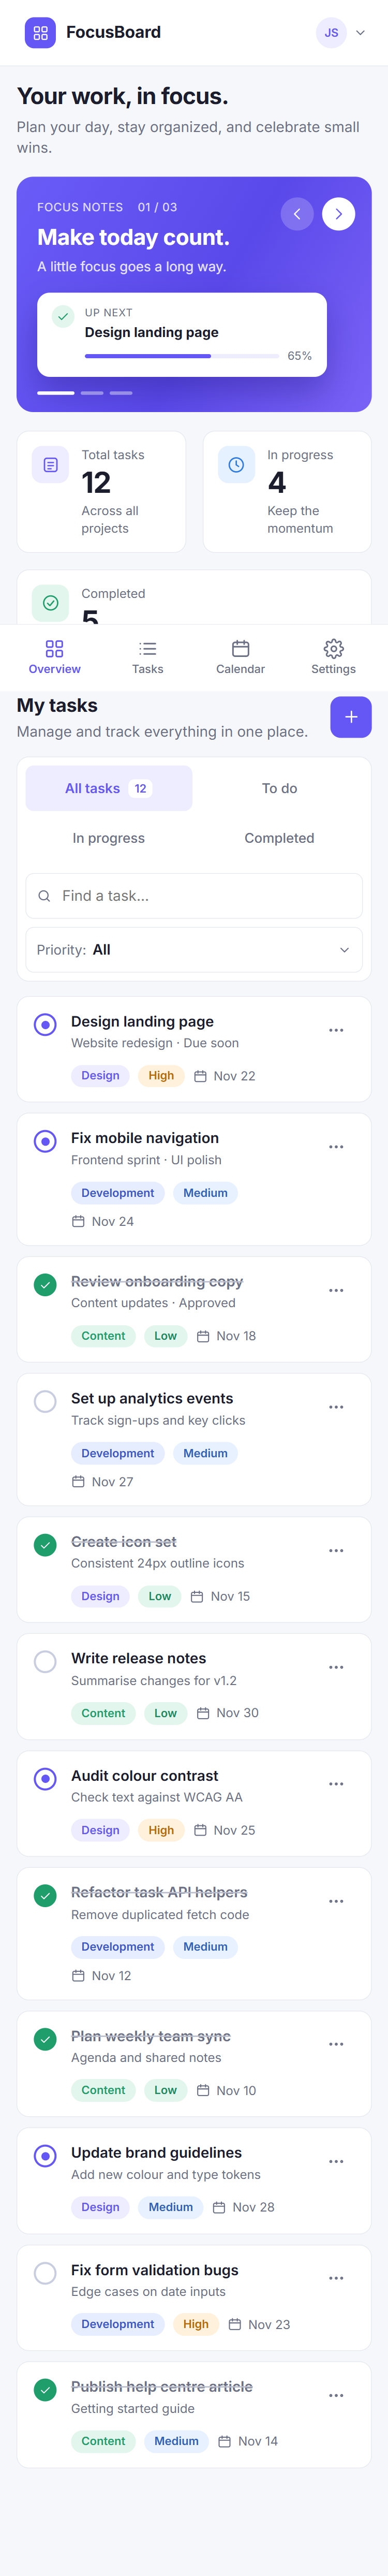 FocusBoard
JS
Your work, in focus.
Plan your day, stay organized, and celebrate small
wins.
FOCUS NOTES 01 / 03
Make today count.
A little focus goes a long way.
UP NEXT
Design landing page
65%
Total tasks
12
Across all
projects
In progress
4
Keep the
momentum
Completed
5
Overview
Tasks
Calendar
Settings
My tasks
Manage and track everything in one place.
All tasks 12
To do
In progress
Completed
Find a task...
Priority: All
Design landing page
Website redesign · Due soon
Design High Nov 22
Fix mobile navigation
Frontend sprint · UI polish
Development Medium
Nov 24
Review onboarding copy
Content updates · Approved
Content Low Nov 18
Set up analytics events
Track sign-ups and key clicks
Development Medium
Nov 27
Create icon set
Consistent 24px outline icons
Design Low Nov 15
Write release notes
Summarise changes for v1.2
Content Low Nov 30
Audit colour contrast
Check text against WCAG AA
Design High Nov 25
Refactor task API helpers
Remove duplicated fetch code
Development Medium
Nov 12
Plan weekly team sync
Agenda and shared notes
Content Low Nov 10
Update brand guidelines
Add new colour and type tokens
Design Medium Nov 28
Fix form validation bugs
Edge cases on date inputs
Development High Nov 23
Publish help centre article
Getting started guide
Content Medium Nov 14